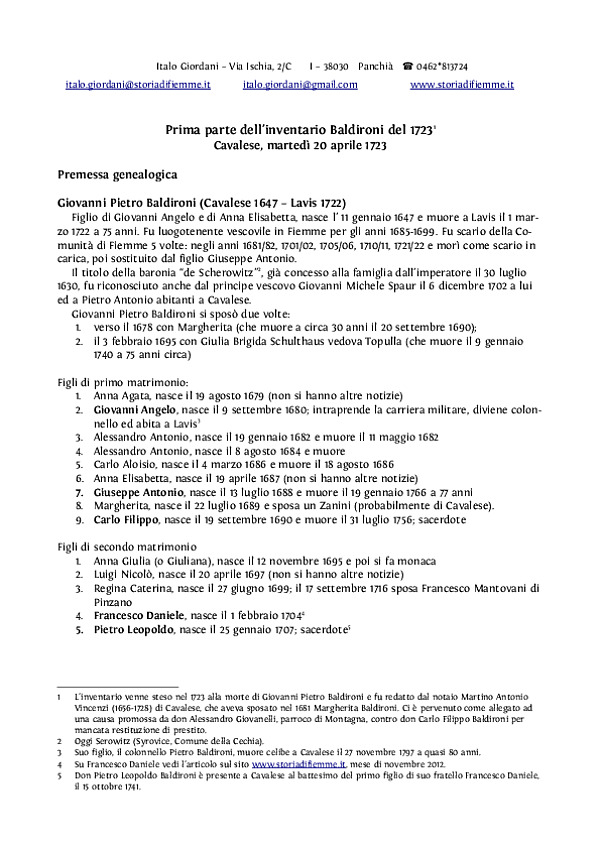 Italo Giordani – Via Ischia, 2/C I – 38030 Panchià ☎ 0462*813724
italo.giordani@storiadifiemme.it italo.giordani@gmail.com www.storiadifiemme.it
Prima parte dell'inventario Baldironi del 1723¹
Cavalese, martedì 20 aprile 1723
Premessa genealogica
Giovanni Pietro Baldironi (Cavalese 1647 – Lavis 1722)
Figlio di Giovanni Angelo e di Anna Elisabetta, nasce l' 11 gennaio 1647 e muore a Lavis il 1 mar-
zo 1722 a 75 anni. Fu luogotenente vescovile in Fiemme per gli anni 1685-1699. Fu scario della Co-
munità di Fiemme 5 volte: negli anni 1681/82, 1701/02, 1705/06, 1710/11, 1721/22 e morì come scario in
carica, poi sostituito dal figlio Giuseppe Antonio.
Il titolo della baronia “de Scherowitz”², già concesso alla famiglia dall'imperatore il 30 luglio
1630, fu riconosciuto anche dal principe vescovo Giovanni Michele Spaur il 6 dicembre 1702 a lui
ed a Pietro Antonio abitanti a Cavalese.
Giovanni Pietro Baldironi si sposò due volte:
1. verso il 1678 con Margherita (che muore a circa 30 anni il 20 settembre 1690);
2. il 3 febbraio 1695 con Giulia Brigida Schulthaus vedova Topulla (che muore il 9 gennaio
1740 a 75 anni circa)
Figli di primo matrimonio:
1. Anna Agata, nasce il 19 agosto 1679 (non si hanno altre notizie)
2. Giovanni Angelo, nasce il 9 settembre 1680; intraprende la carriera militare, diviene colon-
nello ed abita a Lavis³
3. Alessandro Antonio, nasce il 19 gennaio 1682 e muore il 11 maggio 1682
4. Alessandro Antonio, nasce il 8 agosto 1684 e muore
5. Carlo Aloisio, nasce il 4 marzo 1686 e muore il 18 agosto 1686
6. Anna Elisabetta, nasce il 19 aprile 1687 (non si hanno altre notizie)
7. Giuseppe Antonio, nasce il 13 luglio 1688 e muore il 19 gennaio 1766 a 77 anni
8. Margherita, nasce il 22 luglio 1689 e sposa un Zanini (probabilmente di Cavalese).
9. Carlo Filippo, nasce il 19 settembre 1690 e muore il 31 luglio 1756; sacerdote
Figli di secondo matrimonio
1. Anna Giulia (o Giuliana), nasce il 12 novembre 1695 e poi si fa monaca
2. Luigi Nicolò, nasce il 20 aprile 1697 (non si hanno altre notizie)
3. Regina Caterina, nasce il 27 giugno 1699; il 17 settembre 1716 sposa Francesco Mantovani di
Pinzano
4. Francesco Daniele, nasce il 1 febbraio 1704⁴
5. Pietro Leopoldo, nasce il 25 gennaio 1707; sacerdote⁵
1 L'inventario venne steso nel 1723 alla morte di Giovanni Pietro Baldironi e fu redatto dal notaio Martino Antonio
Vincenzi (1656-1728) di Cavalese, che aveva sposato nel 1681 Margherita Baldironi. Ci è pervenuto come allegato ad
una causa promossa da don Alessandro Giovanelli, parroco di Montagna, contro don Carlo Filippo Baldironi per
mancata restituzione di prestito.
2 Oggi Serowitz (Syrovice, Comune della Cechia).
3 Suo figlio, il colonnello Pietro Baldironi, muore celibe a Cavalese il 27 novembre 1797 a quasi 80 anni.
4 Su Francesco Daniele vedi l'articolo sul sito www.storiadifiemme.it, mese di novembre 2012.
5 Don Pietro Leopoldo Baldironi è presente a Cavalese al battesimo del primo figlio di suo fratello Francesco Daniele,
il 15 ottobre 1741.